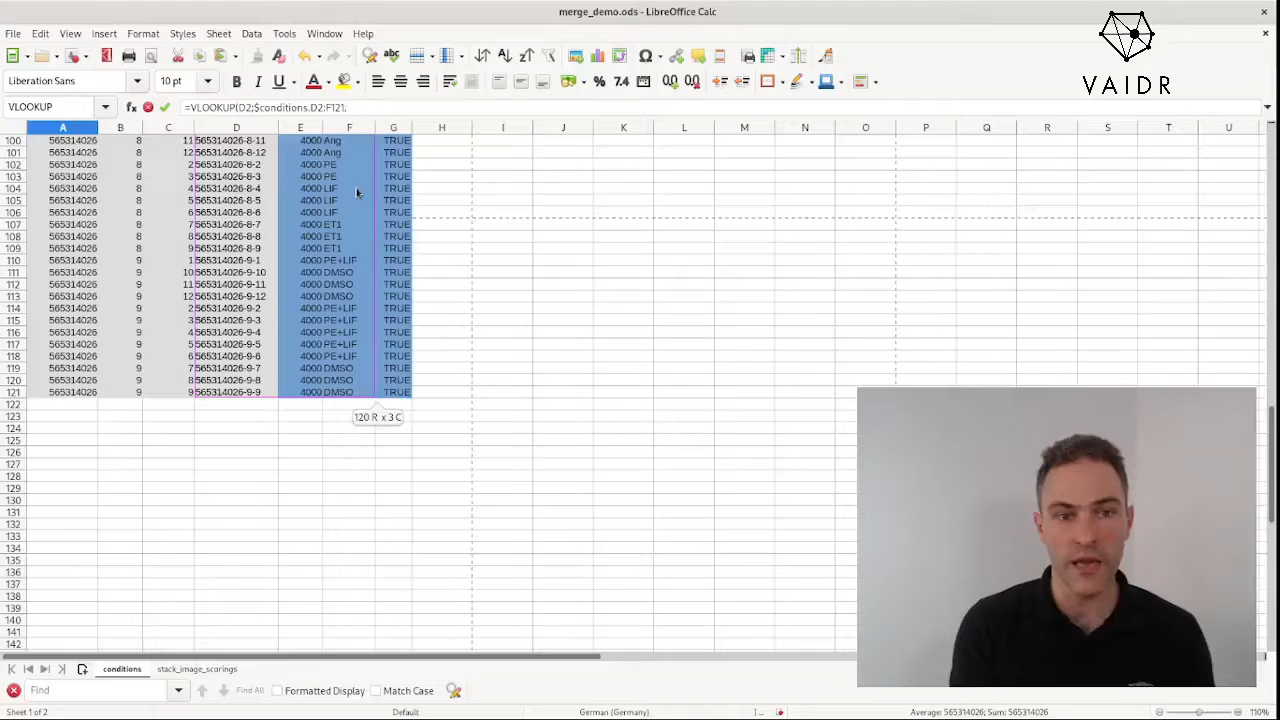 merge_demo.ods - LibreOffice Calc
File Edit View Insert Format Styles Sheet Data Tools Window Help
VAIDR
Liberation Sans 10 pt
VLOOKUP =VLOOKUP(D2;$conditions.D2:F121;
A B C D E F G H I J K L M N O P Q R S T U
100 565314026 8 11 565314026-8-11 4000 Ang TRUE
101 565314026 8 12 565314026-8-12 4000 Ang TRUE
102 565314026 8 2 565314026-8-2 4000 PE TRUE
103 565314026 8 3 565314026-8-3 4000 PE TRUE
104 565314026 8 4 565314026-8-4 4000 LIF TRUE
105 565314026 8 5 565314026-8-5 4000 LIF TRUE
106 565314026 8 6 565314026-8-6 4000 LIF TRUE
107 565314026 8 7 565314026-8-7 4000 ET1 TRUE
108 565314026 8 8 565314026-8-8 4000 ET1 TRUE
109 565314026 8 9 565314026-8-9 4000 ET1 TRUE
110 565314026 9 1 565314026-9-1 4000 PE+LIF TRUE
111 565314026 9 10 565314026-9-10 4000 DMSO TRUE
112 565314026 9 11 565314026-9-11 4000 DMSO TRUE
113 565314026 9 12 565314026-9-12 4000 DMSO TRUE
114 565314026 9 2 565314026-9-2 4000 PE+LIF TRUE
115 565314026 9 3 565314026-9-3 4000 PE+LIF TRUE
116 565314026 9 4 565314026-9-4 4000 PE+LIF TRUE
117 565314026 9 5 565314026-9-5 4000 PE+LIF TRUE
118 565314026 9 6 565314026-9-6 4000 PE+LIF TRUE
119 565314026 9 7 565314026-9-7 4000 DMSO TRUE
120 565314026 9 8 565314026-9-8 4000 DMSO TRUE
121 565314026 9 9 565314026-9-9 4000 DMSO TRUE
122
123 120 R x 3 C
124
125
126
127
128
129
130
131
132
133
134
135
136
137
138
139
140
141
142
conditions stack_image_scorings
Find Find All Formatted Display Match Case
Sheet 1 of 2 Default German (Germany) Average: 565314026; Sum: 565314026 110%